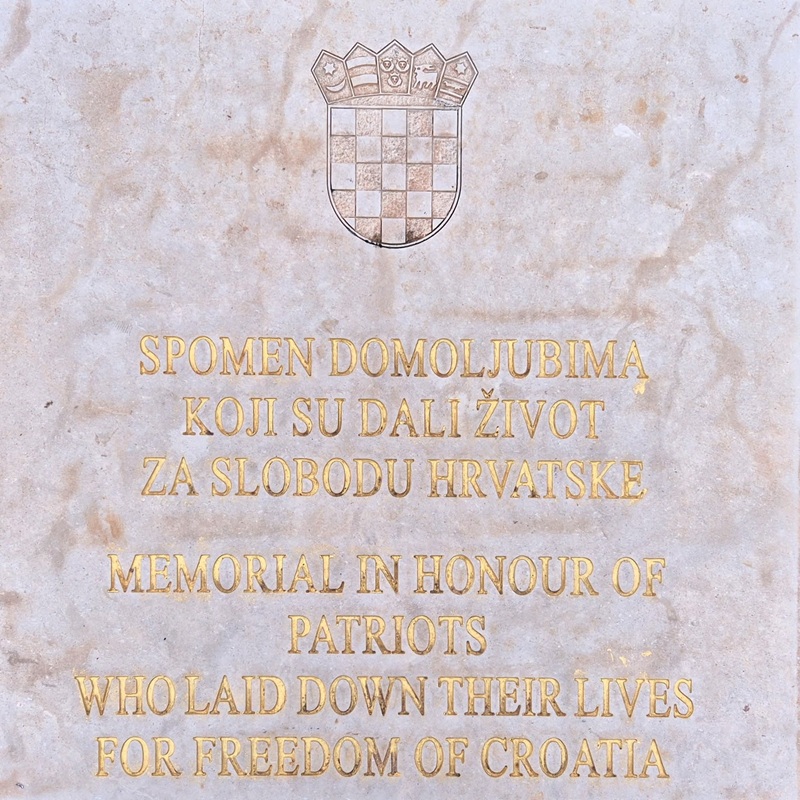 SPOMEN DOMOLJUBIMA
KOJI SU DALI ŽIVOT
ZA SLOBODU HRVATSKE
MEMORIAL IN HONOUR OF
PATRIOTS
WHO LAID DOWN THEIR LIVES
FOR FREEDOM OF CROATIA